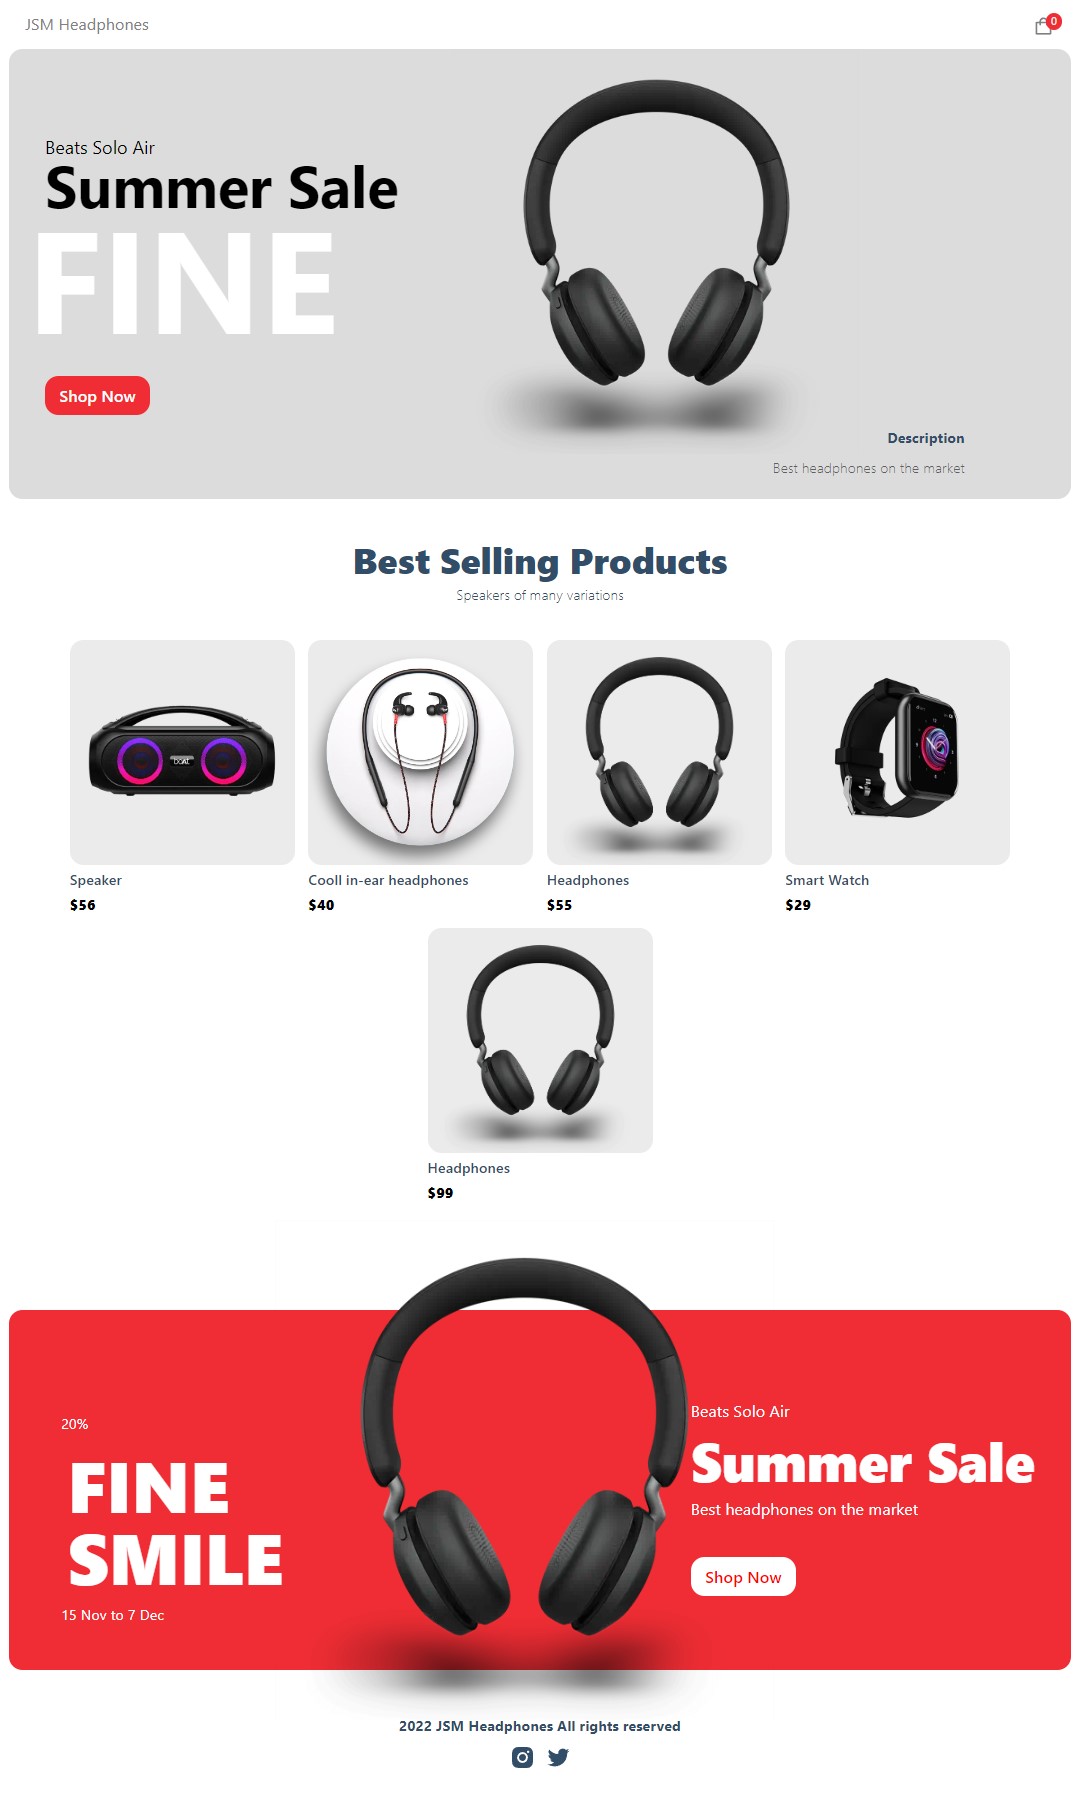 JSM Headphones
0
Beats Solo Air
Summer Sale
FINE
Shop Now
Description
Best headphones on the market
Best Selling Products
Speakers of many variations
Speaker
$56
Cooll in-ear headphones
$40
Headphones
$55
Smart Watch
$29
Headphones
$99
20%
FINE
SMILE
15 Nov to 7 Dec
Beats Solo Air
Summer Sale
Best headphones on the market
Shop Now
2022 JSM Headphones All rights reserved